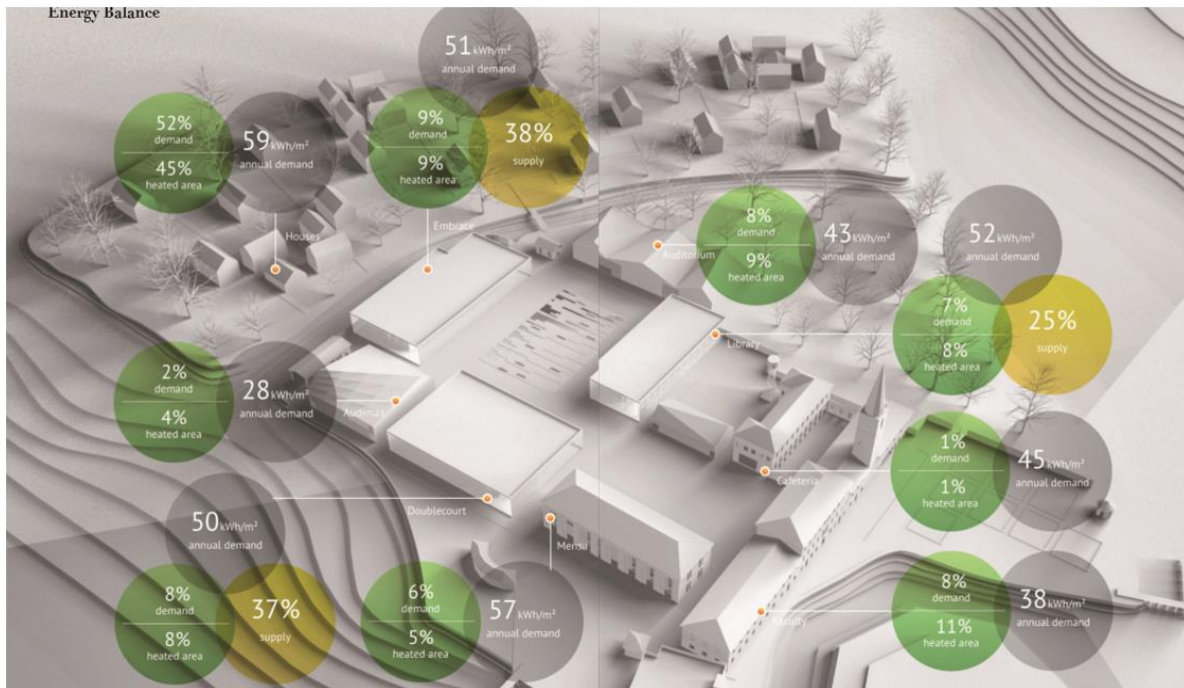 Energy Balance
51 kWh/m²
annual demand
52%
demand
45%
heated area
59 kWh/m²
annual demand
9%
demand
9%
heated area
38%
supply
Houses
Embrace
8%
demand
9%
heated area
43 kWh/m²
annual demand
Auditorium
52 kWh/m²
annual demand
7%
demand
8%
heated area
25%
supply
Library
2%
demand
4%
heated area
28 kWh/m²
annual demand
Audimax
1%
demand
1%
heated area
45 kWh/m²
annual demand
Cafeteria
50 kWh/m²
annual demand
Doublecourt
8%
demand
8%
heated area
37%
supply
Mensa
6%
demand
5%
heated area
57 kWh/m²
annual demand
Faculty
8%
demand
11%
heated area
38 kWh/m²
annual demand